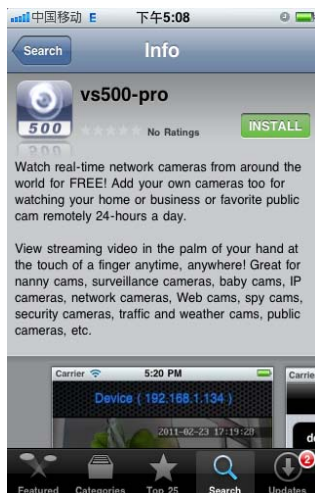 中国移动 E 下午5:08
Search Info
vs500-pro
500
No Ratings INSTALL
Watch real-time network cameras from around the
world for FREE! Add your own cameras too for
watching your home or business or favorite public
cam remotely 24-hours a day.
View streaming video in the palm of your hand at
the touch of a finger anytime, anywhere! Great for
nanny cams, surveillance cameras, baby cams, IP
cameras, network cameras, Web cams, spy cams,
security cameras, traffic and weather cams, public
cameras, etc.
Carrier 5:20 PM Carrie
Device ( 192.168.1.134 )
2011-02-23 17:19:28
2
Featured Categories Top 25 Search Updates